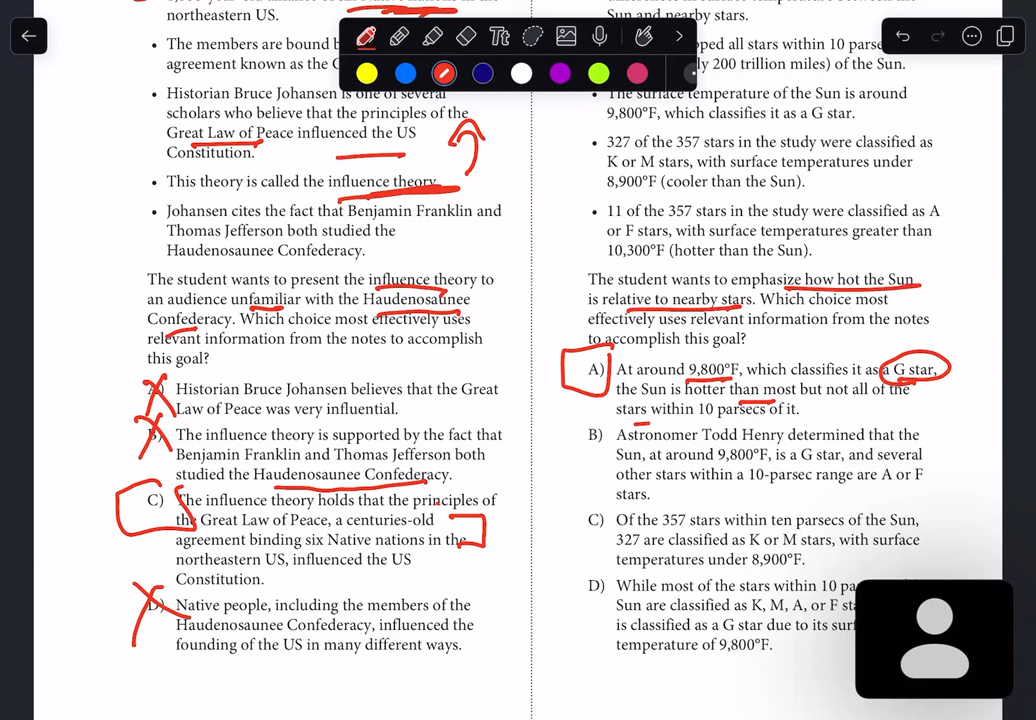 northeastern US.
• The members are bound b
agreement known as the
• Historian Bruce Johansen is one of several
scholars who believe that the principles of the
Great Law of Peace influenced the US
Constitution.
• This theory is called the influence theory.
• Johansen cites the fact that Benjamin Franklin and
Thomas Jefferson both studied the
Haudenosaunee Confederacy.
The student wants to present the influence theory to
an audience unfamiliar with the Haudenosaunee
Confederacy. Which choice most effectively uses
relevant information from the notes to accomplish
this goal?
A) Historian Bruce Johansen believes that the Great
Law of Peace was very influential.
B) The influence theory is supported by the fact that
Benjamin Franklin and Thomas Jefferson both
studied the Haudenosaunee Confederacy.
C) The influence theory holds that the principles of
the Great Law of Peace, a centuries-old
agreement binding six Native nations in the
northeastern US, influenced the US
Constitution.
D) Native people, including the members of the
Haudenosaunee Confederacy, influenced the
founding of the US in many different ways.
Sun and nearby stars.
ped all stars within 10 parse
ly 200 trillion miles) of the Sun.
• The surface temperature of the Sun is around
9,800°F, which classifies it as a G star.
• 327 of the 357 stars in the study were classified as
K or M stars, with surface temperatures under
8,900°F (cooler than the Sun).
• 11 of the 357 stars in the study were classified as A
or F stars, with surface temperatures greater than
10,300°F (hotter than the Sun).
The student wants to emphasize how hot the Sun
is relative to nearby stars. Which choice most
effectively uses relevant information from the notes
to accomplish this goal?
A) At around 9,800°F, which classifies it as a G star,
the Sun is hotter than most but not all of the
stars within 10 parsecs of it.
B) Astronomer Todd Henry determined that the
Sun, at around 9,800°F, is a G star, and several
other stars within a 10-parsec range are A or F
stars.
C) Of the 357 stars within ten parsecs of the Sun,
327 are classified as K or M stars, with surface
temperatures under 8,900°F.
D) While most of the stars within 10 pa
Sun are classified as K, M, A, or F sta
is classified as a G star due to its sur
temperature of 9,800°F.
Tt